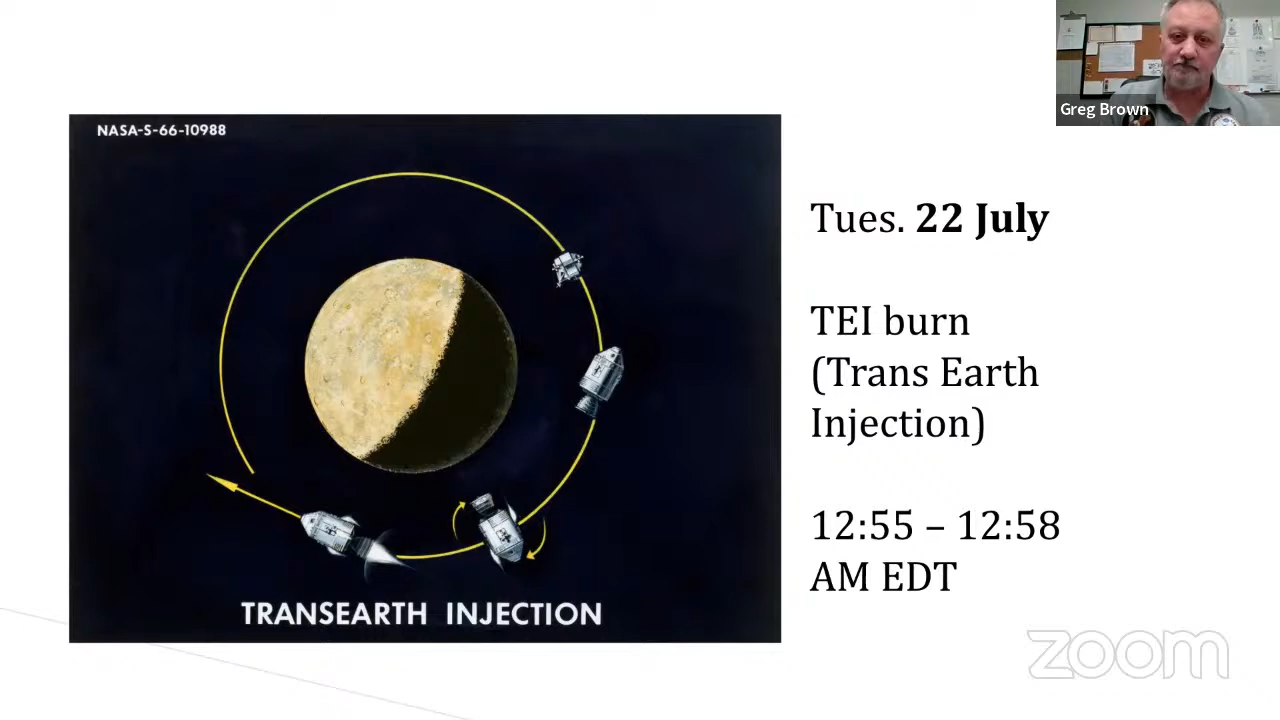 Greg Brown
NASA-S-66-10988
TRANSEARTH INJECTION
Tues. 22 July
TEI burn
(Trans Earth
Injection)
12:55 – 12:58
AM EDT
zoom